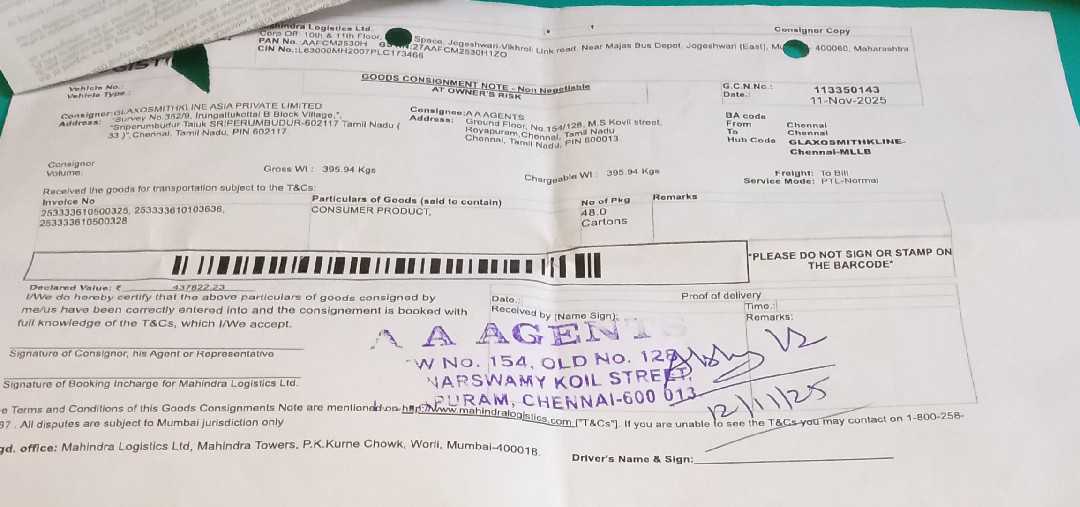 Mahindra Logistics Ltd.
Consignor Copy
Corp Off: 10th & 11th Floor, Space, Jogeshwari-Vikhroli Link road, Near Majas Bus Depot, Jogeshwari (East), 400060, Maharashtra
PAN No.:AAFCM2530H 27AAFCM2530H1ZO
CIN No.:L63000MH2007PLC173466
Vehicle No.:
Vehicle Type.:
GOODS CONSIGNMENT NOTE - Non Negotiable
AT OWNER'S RISK
G.C.N.No.: 113350143
Date.: 11-Nov-2025
Consignor:GLAXOSMITHKLINE ASIA PRIVATE LIMITED
Address: "Survey No.352/9, Irungattukottai B Block Village,",
"Sriperumbudur Taluk SRIPERUMBUDUR-602117 Tamil Nadu (
33 )", Chennai, Tamil Nadu, PIN 602117
Consignee:AA AGENTS
Address: Ground Floor, No.154/128, M.S Kovil street,
Royapuram,Chennai, Tamil Nadu
Chennai, Tamil Nadu, PIN 600013
BA code
From Chennai
To Chennai
Hub Code GLAXOSMITHKLINE-
Chennai-MLLB
Consignor
Volume:
Gross Wt : 395.94 Kgs
Chargeable Wt : 395.94 Kgs
Freight: To Bill
Service Mode: PTL-Normal
Received the goods for transportation subject to the T&Cs:
Invoice No
253333610500325, 253333610103636,
253333610500328
Particulars of Goods (said to contain)
CONSUMER PRODUCT,
No of Pkg
48.0
Cartons
Remarks
"PLEASE DO NOT SIGN OR STAMP ON
THE BARCODE"
Declared Value: ₹ 437822.23
I/We do hereby certify that the above particulars of goods consigned by
me/us have been correctly entered into and the consignement is booked with
full knowledge of the T&Cs, which I/We accept.
Proof of delivery
Date.:
Time.:
Received by (Name Sign):
Remarks:
A A AGENTS
W NO. 154, OLD NO. 128,
NARSWAMY KOIL STREET,
PURAM, CHENNAI-600 013
12/11/25
Signature of Consignor, his Agent or Representative
Signature of Booking Incharge for Mahindra Logistics Ltd.
e Terms and Conditions of this Goods Consignments Note are mentioned on http://www.mahindralogistics.com ["T&Cs"]. If you are unable to see the T&Cs you may contact on 1-800-258-
97 . All disputes are subject to Mumbai jurisdiction only
gd. office: Mahindra Logistics Ltd, Mahindra Towers, P.K.Kurne Chowk, Worli, Mumbai-400018.
Driver's Name & Sign: